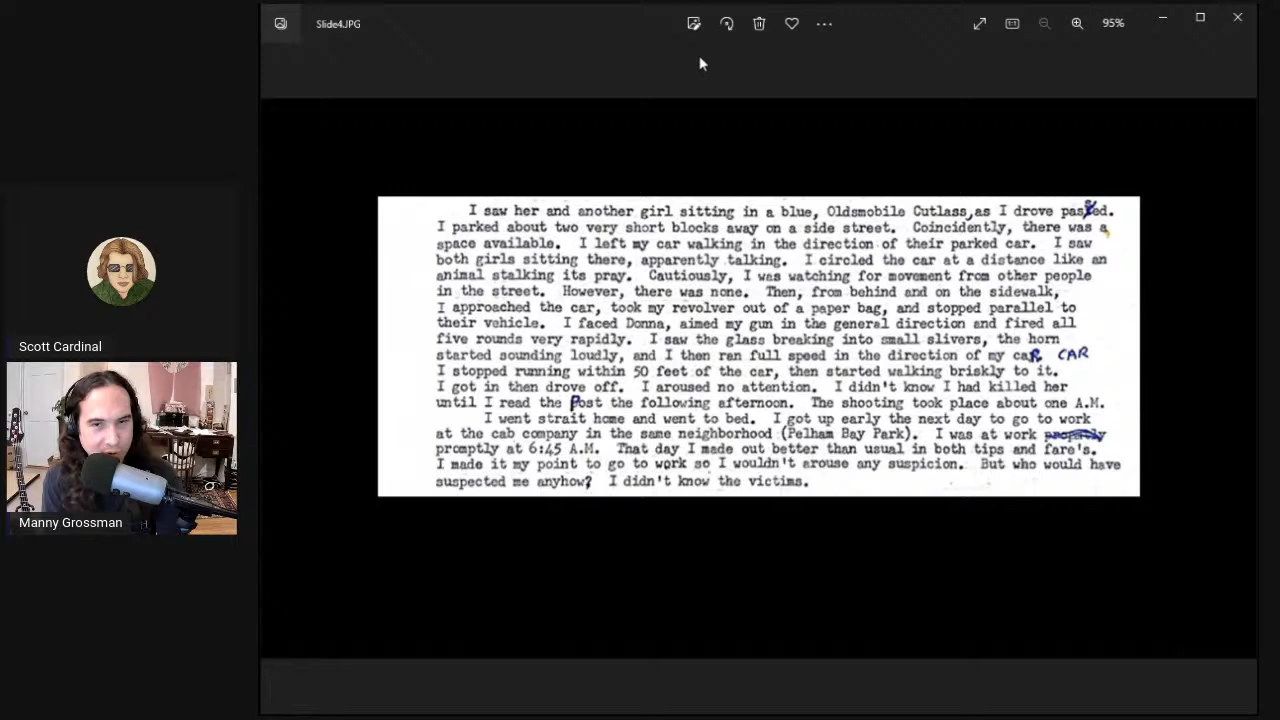 Slide4.JPG
95%
I saw her and another girl sitting in a blue, Oldsmobile Cutlass, as I drove passed.
I parked about two very short blocks away on a side street. Coincidently, there was a,
space available. I left my car walking in the direction of their parked car. I saw
both girls sitting there, apparently talking. I circled the car at a distance like an
animal stalking its pray. Cautiously, I was watching for movement from other people
in the street. However, there was none. Then, from behind and on the sidewalk,
I approached the car, took my revolver out of a paper bag, and stopped parallel to
their vehicle. I faced Donna, aimed my gun in the general direction and fired all
five rounds very rapidly. I saw the glass breaking into small slivers, the horn
started sounding loudly, and I then ran full speed in the direction of my caR CAR
I stopped running within 50 feet of the car, then started walking briskly to it.
I got in then drove off. I aroused no attention. I didn't know I had killed her
until I read the Post the following afternoon. The shooting took place about one A.M.
I went strait home and went to bed. I got up early the next day to go to work
at the cab company in the same neighborhood (Pelham Bay Park). I was at work
promptly at 6:45 A.M. That day I made out better than usual in both tips and fare's.
I made it my point to go to work so I wouldn't arouse any suspicion. But who would have
suspected me anyhow? I didn't know the victims.
Scott Cardinal
Manny Grossman